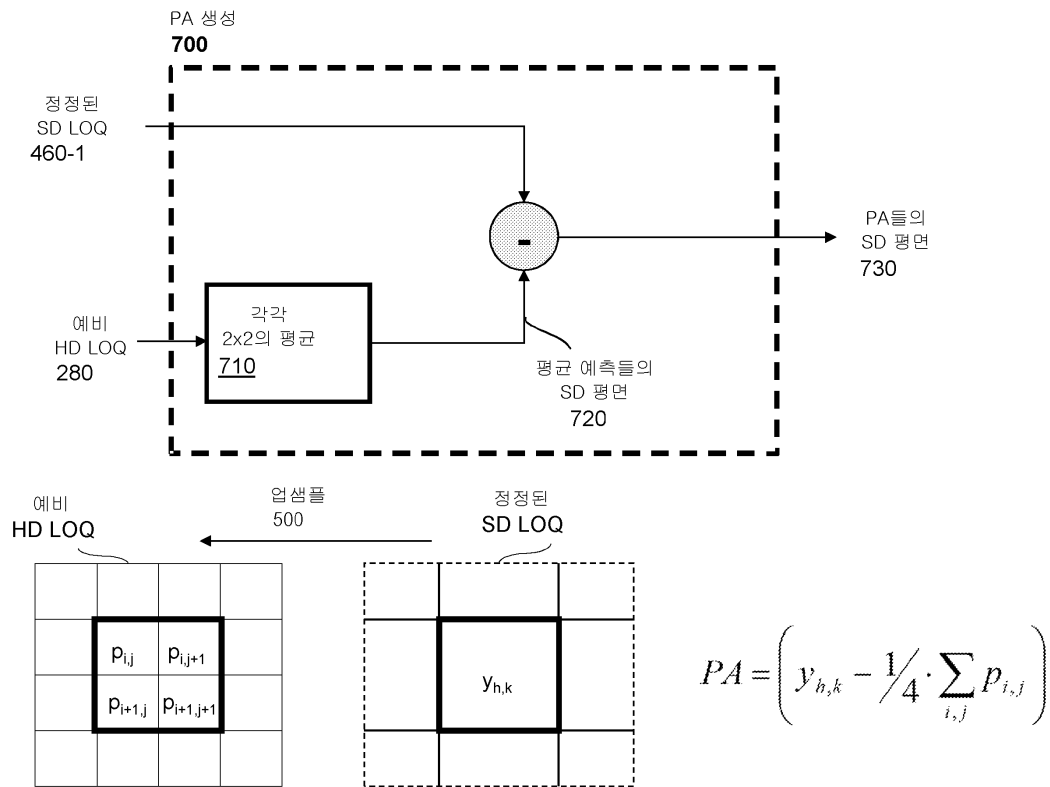 PA 생성
700
정정된
SD LOQ
460-1
-
PA들의
SD 평면
730
예비
HD LOQ
280
각각
2x2의 평균
710
평균 예측들의
SD 평면
720
예비
HD LOQ
업샘플
500
정정된
SD LOQ
p_{i,j} p_{i,j+1}
p_{i+1,j} p_{i+1,j+1}
y_{h,k}
PA = ( y_{h,k} - 1/4 · ∑_{i,j} p_{i,j} )